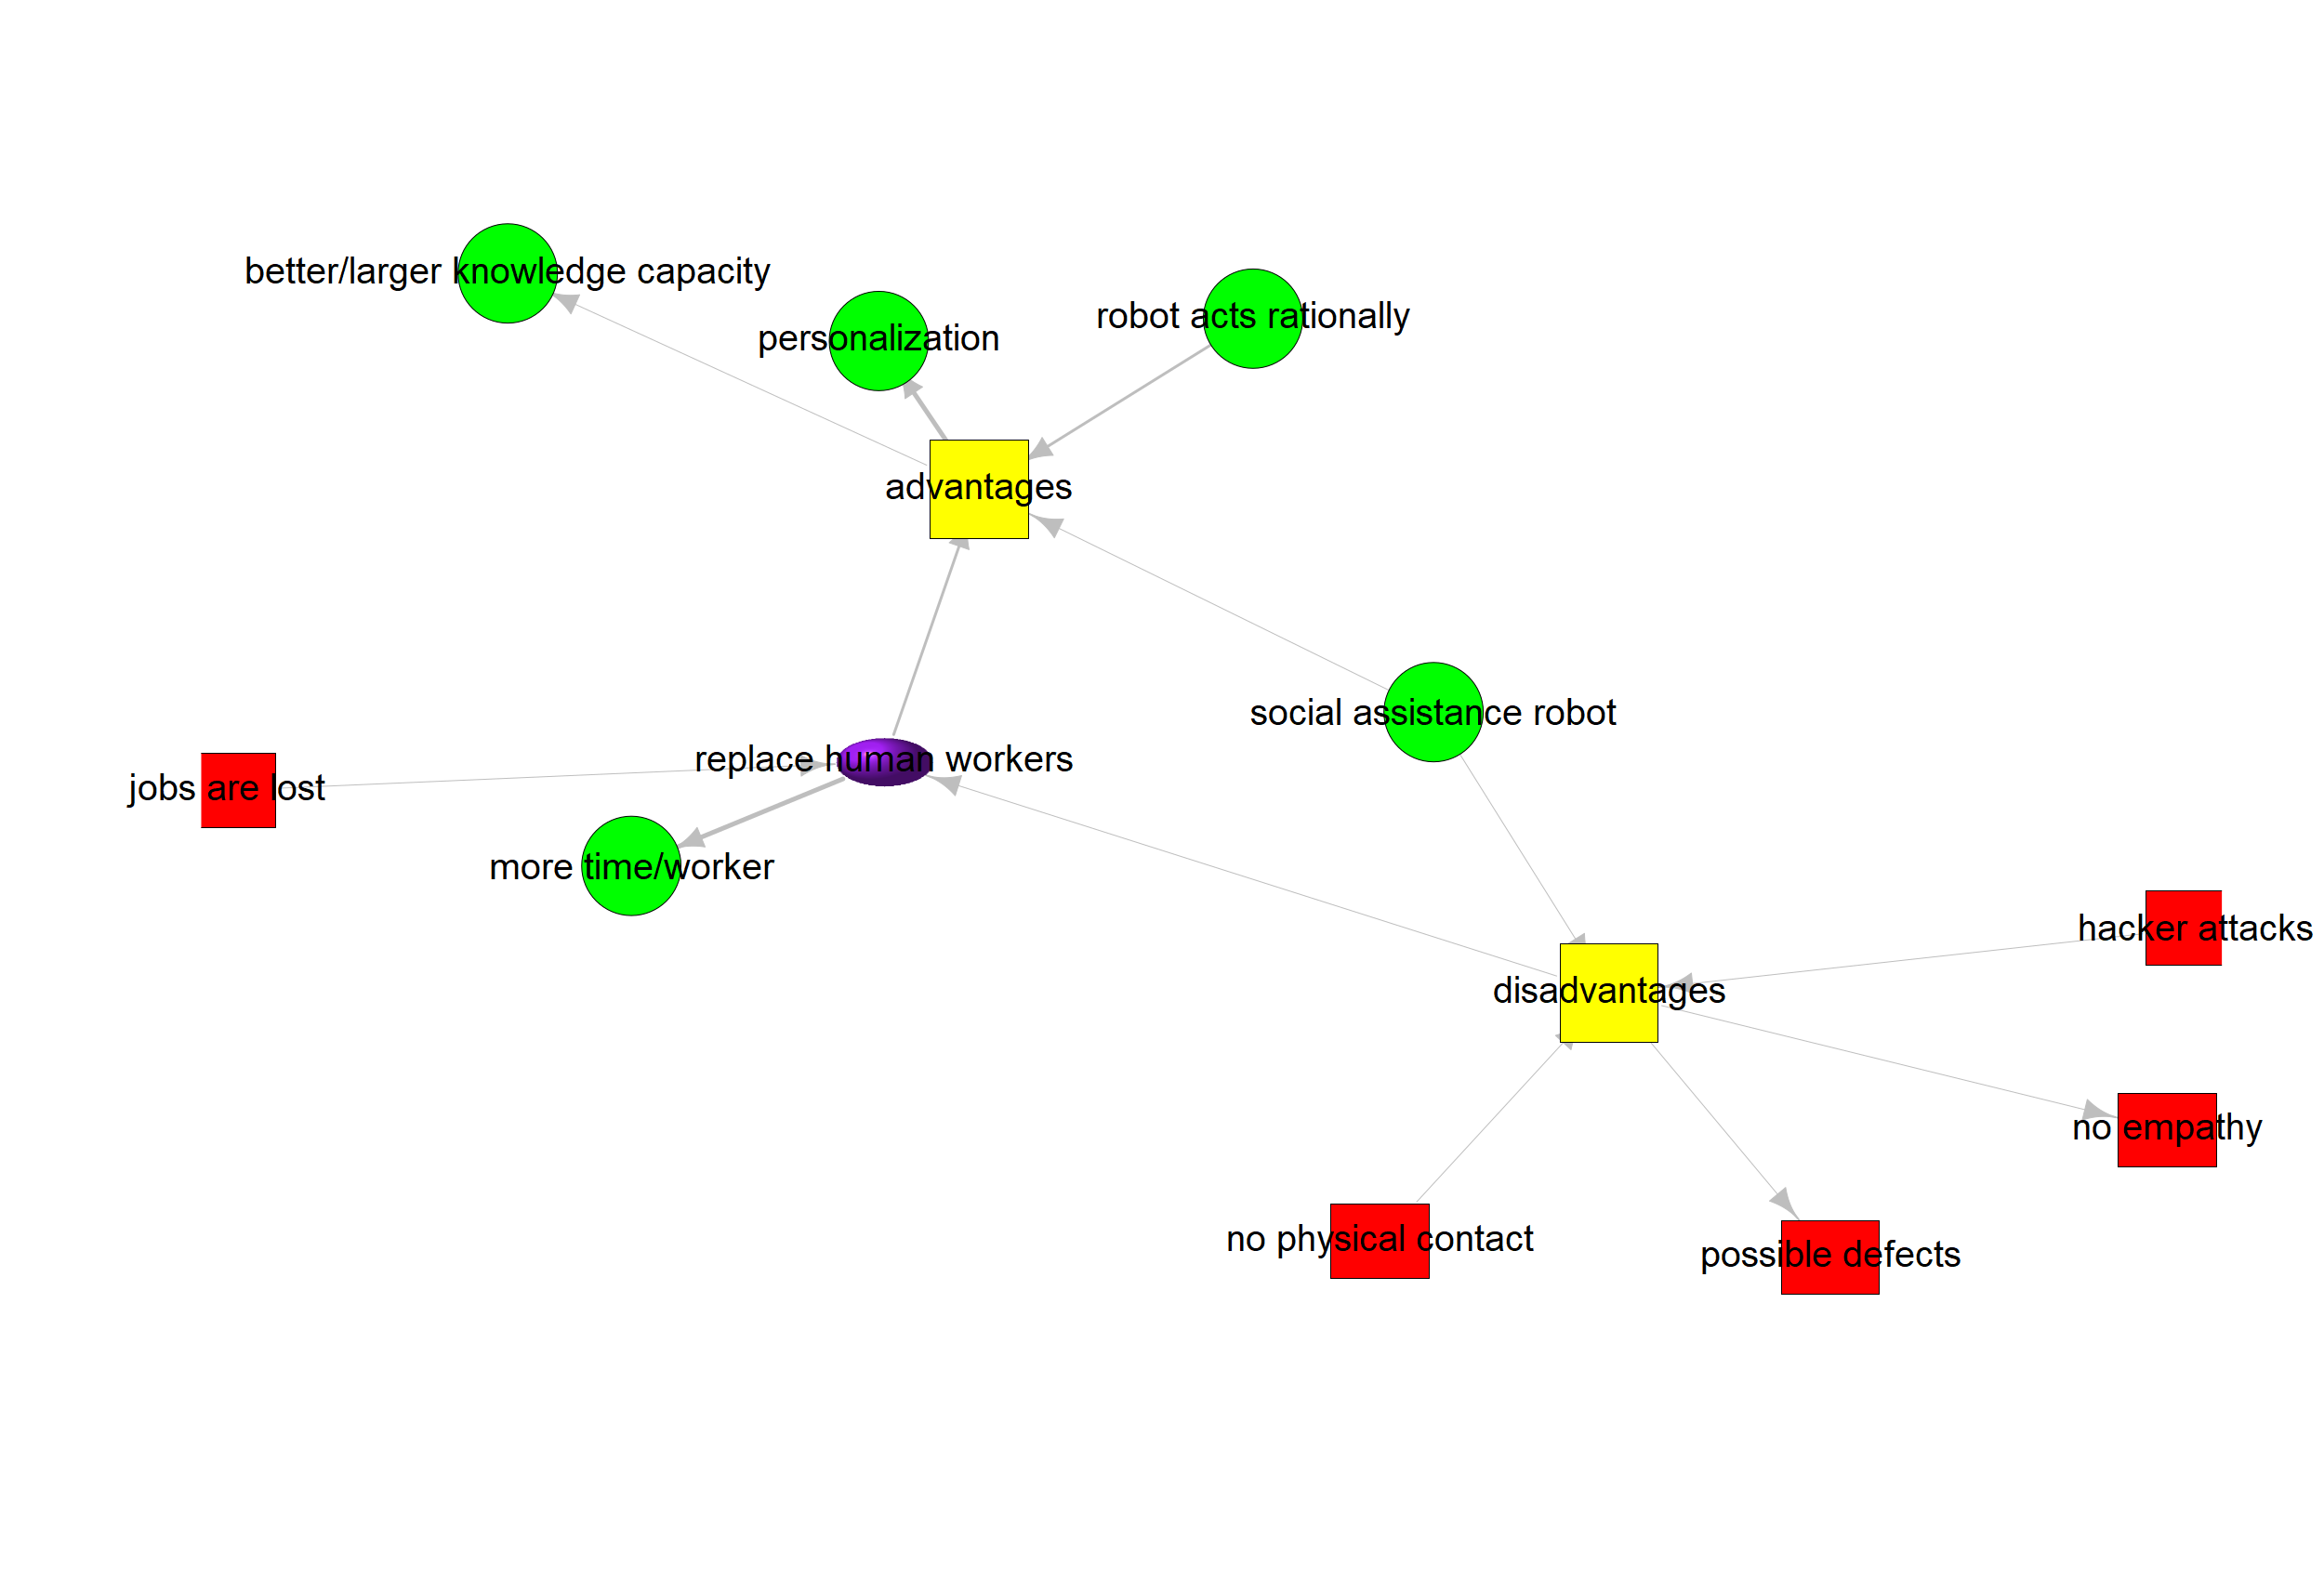 better/larger knowledge capacity
robot acts rationally
personalization
advantages
social assistance robot
replace human workers
jobs are lost
more time/worker
hacker attacks
disadvantages
no empathy
no physical contact
possible defects